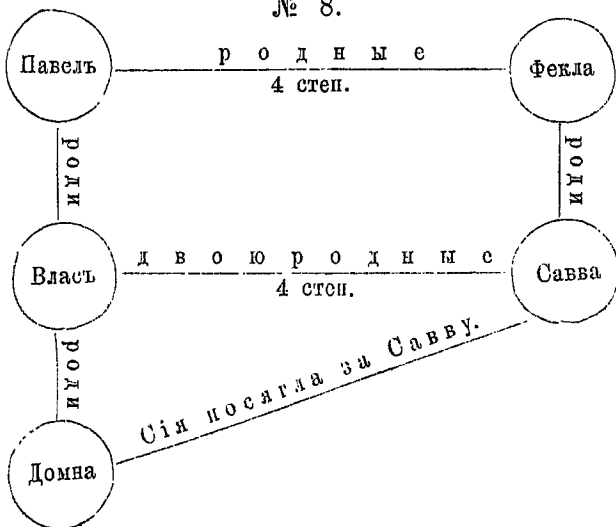 № 8.
Павелъ родные Фекла
4 степ.
роди роди
Власъ двоюродные Савва
4 степ.
роди
Сія посягла за Савву.
Домна